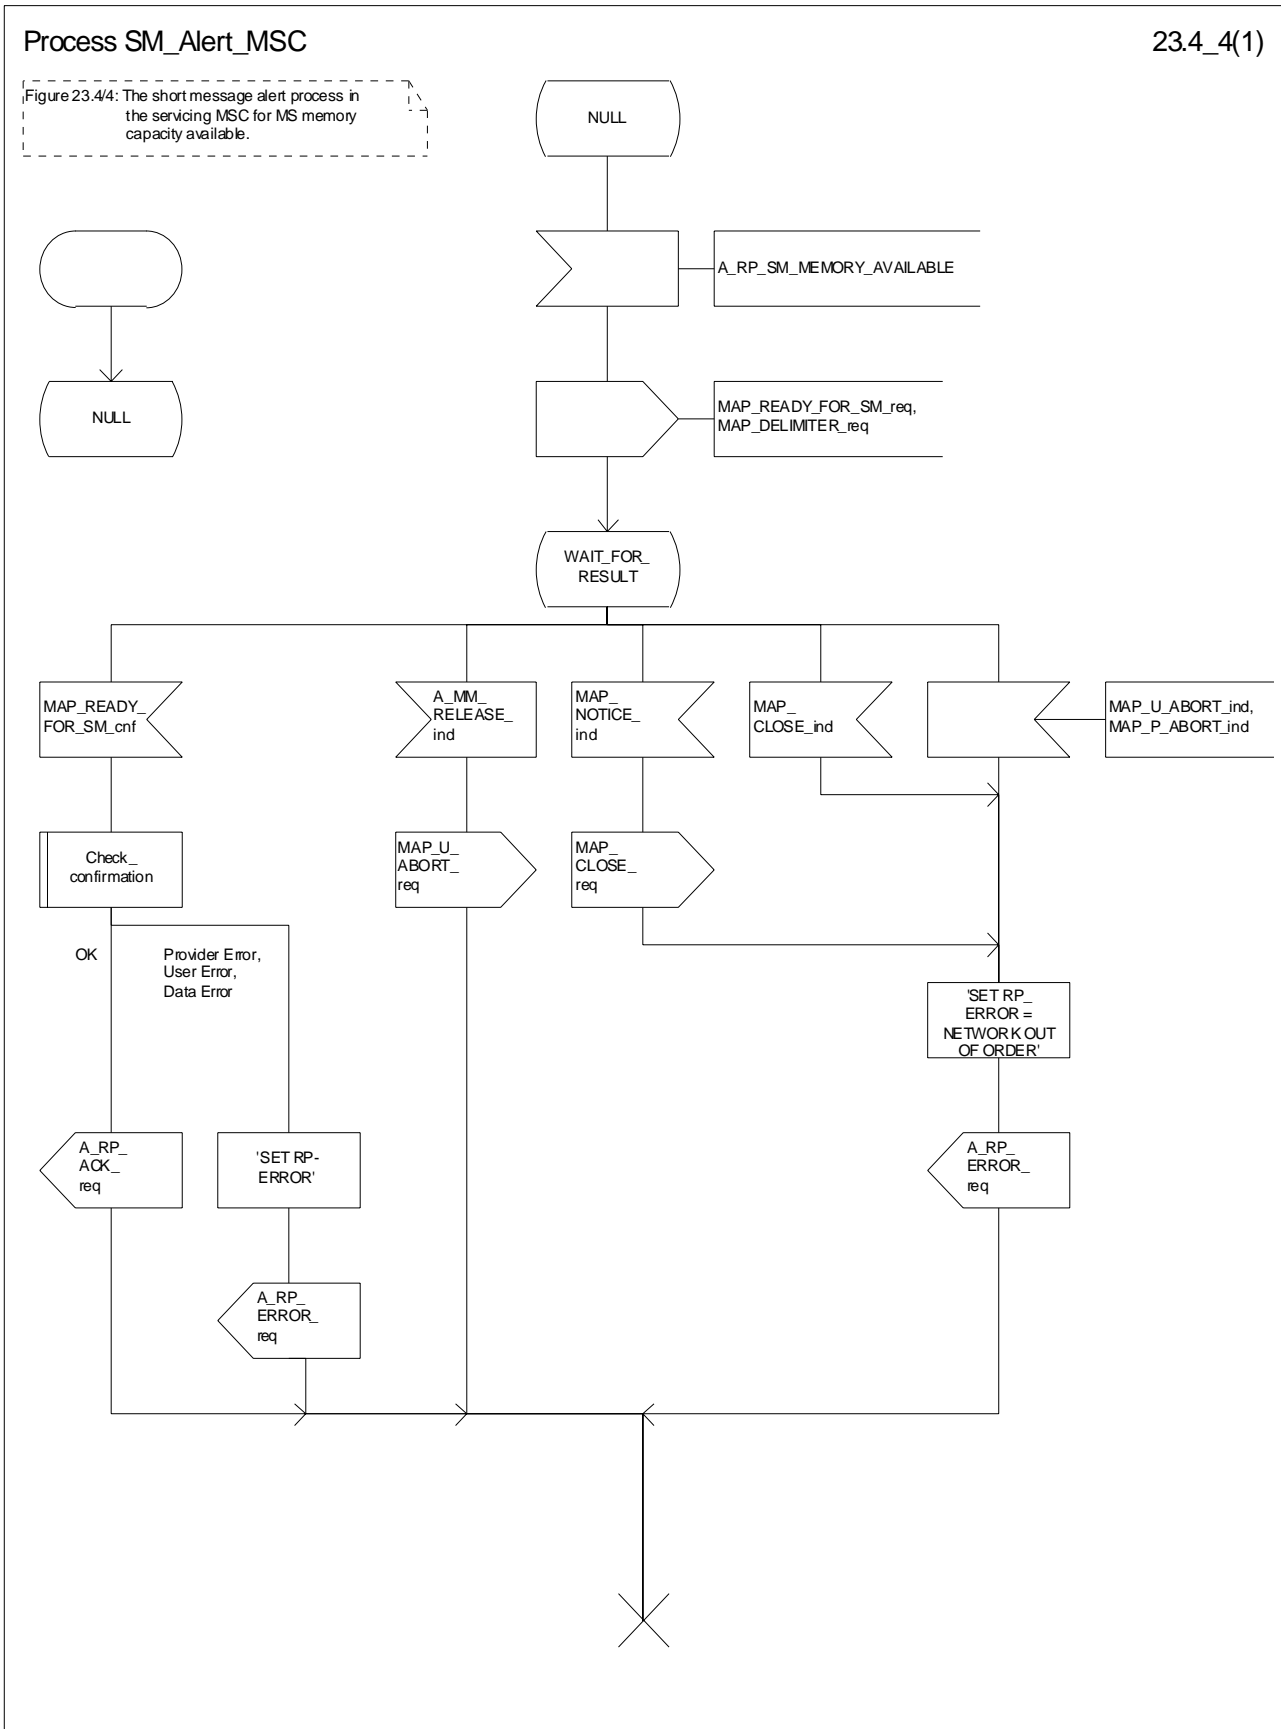 Process SM_Alert_MSC
23.4_4(1)
Figure 23.4/4: The short message alert process in
the servicing MSC for MS memory
capacity available.
NULL
A_RP_SM_MEMORY_AVAILABLE
NULL
MAP_READY_FOR_SM_req,
MAP_DELIMITER_req
WAIT_FOR_
RESULT
MAP_READY_
FOR_SM_cnf
A_MM_
RELEASE_
ind
MAP_
NOTICE_
ind
MAP_
CLOSE_ind
MAP_U_ABORT_ind,
MAP_P_ABORT_ind
Check_
confirmation
MAP_U_
ABORT_
req
MAP_
CLOSE_
req
OK
Provider Error,
User Error,
Data Error
'SET RP_
ERROR =
NETWORK OUT
OF ORDER'
A_RP_
ACK_
req
'SET RP-
ERROR'
A_RP_
ERROR_
req
A_RP_
ERROR_
req